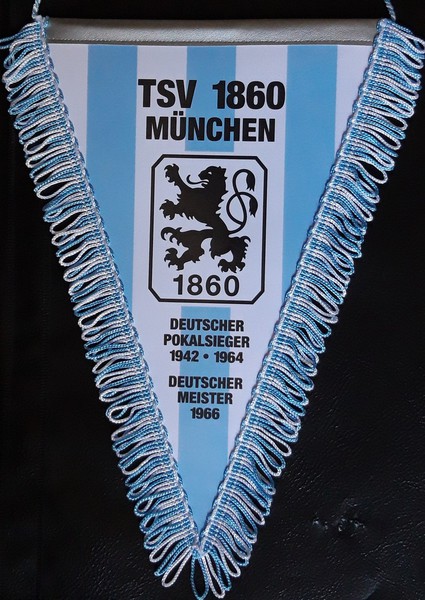 TSV 1860
MÜNCHEN
1860
DEUTSCHER
POKALSIEGER
1942 • 1964
DEUTSCHER
MEISTER
1966